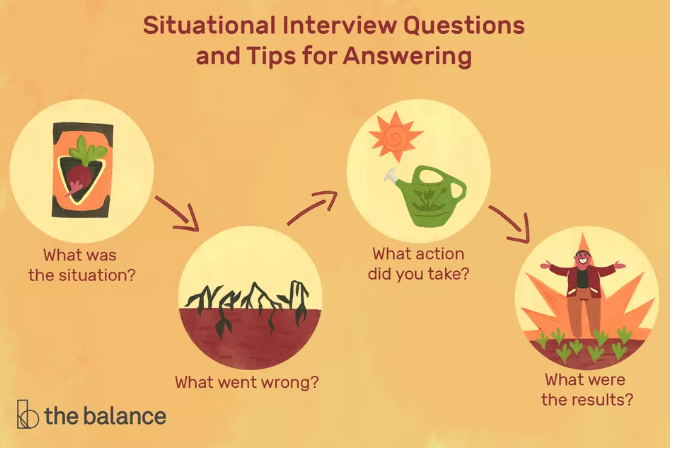 Situational Interview Questions
and Tips for Answering
What was
the situation?
What went wrong?
What action
did you take?
What were
the results?
the balance